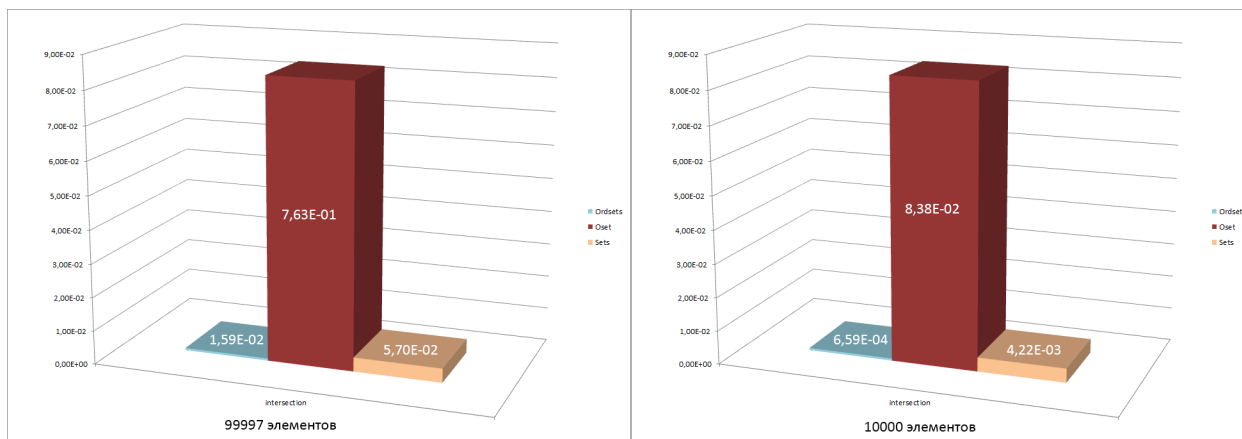 9,00E-02
8,00E-02
7,00E-02
6,00E-02
5,00E-02
4,00E-02
3,00E-02
2,00E-02
1,00E-02
0,00E+00
7,63E-01
1,59E-02
5,70E-02
intersection
99997 элементов
Ordsets
Oset
Sets
9,00E-02
8,00E-02
7,00E-02
6,00E-02
5,00E-02
4,00E-02
3,00E-02
2,00E-02
1,00E-02
0,00E+00
8,38E-02
6,59E-04
4,22E-03
intersection
10000 элементов
Ordsets
Oset
Sets